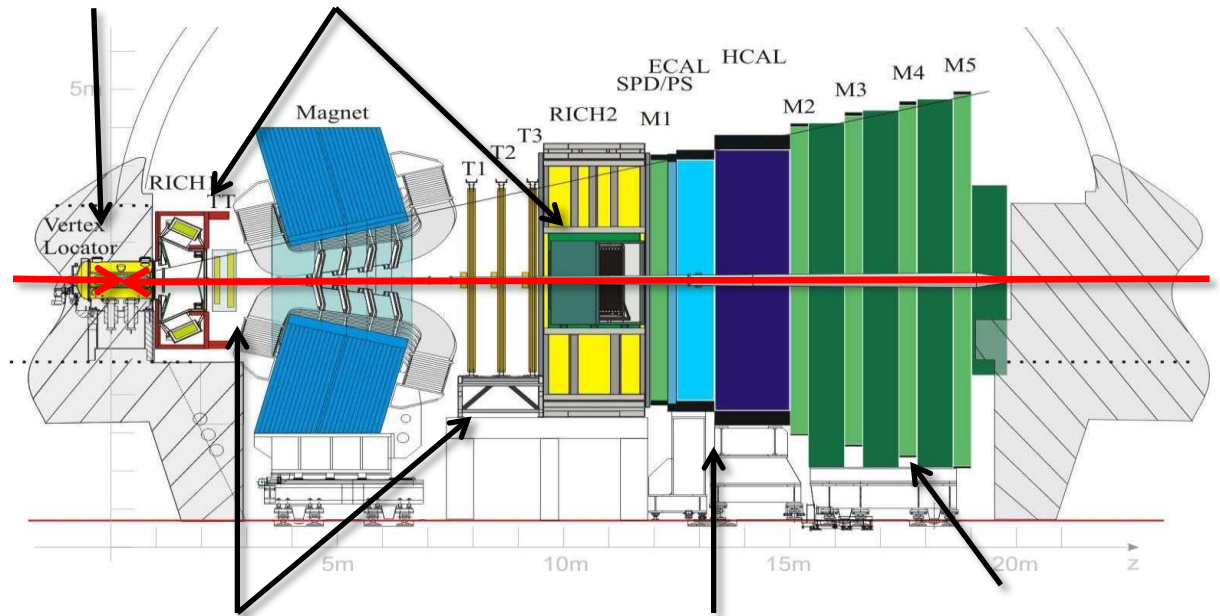 ECAL
HCAL
SPD/PS
M1
M2
M3
M4
M5
5m
Magnet
RICH2
T1
T2
T3
RICH1
TT
Vertex
Locator
5m
10m
15m
20m
z